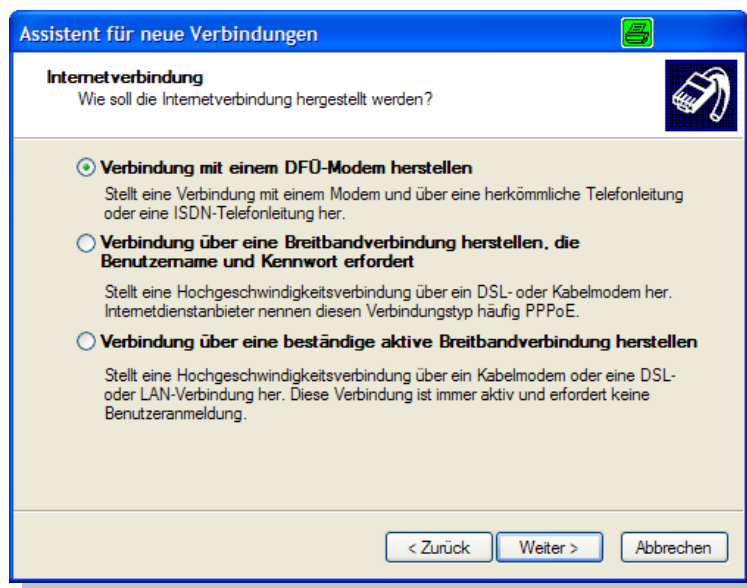 Assistent für neue Verbindungen
Internetverbindung
Wie soll die Internetverbindung hergestellt werden?
Verbindung mit einem DFÜ-Modem herstellen
Stellt eine Verbindung mit einem Modem und über eine herkömmliche Telefonleitung
oder eine ISDN-Telefonleitung her.
Verbindung über eine Breitbandverbindung herstellen, die
Benutzername und Kennwort erfordert
Stellt eine Hochgeschwindigkeitsverbindung über ein DSL- oder Kabelmodem her.
Internetdienstanbieter nennen diesen Verbindungstyp häufig PPPoE.
Verbindung über eine beständige aktive Breitbandverbindung herstellen
Stellt eine Hochgeschwindigkeitsverbindung über ein Kabelmodem oder eine DSL-
oder LAN-Verbindung her. Diese Verbindung ist immer aktiv und erfordert keine
Benutzeranmeldung.
< Zurück Weiter > Abbrechen